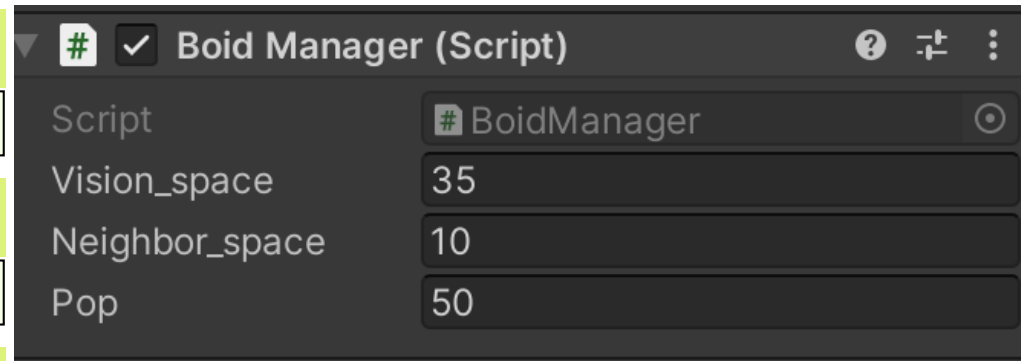 # Boid Manager (Script)
Script # BoidManager
Vision_space 35
Neighbor_space 10
Pop 50